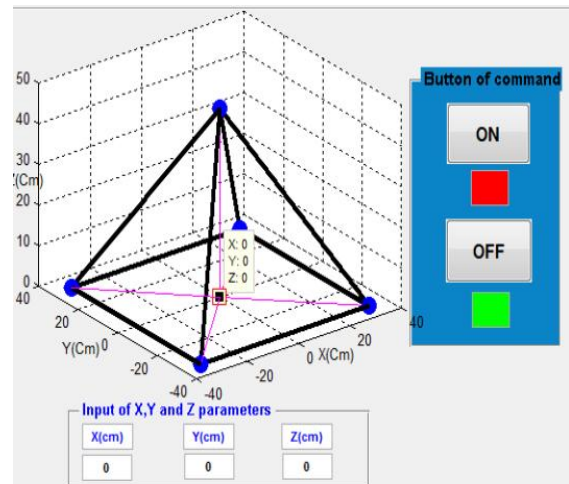 50
40
30
Z(Cm)
20
10
0
40
20
Y(Cm)
0
-20
-40
-40
-20
0
X(Cm)
20
40
X: 0
Y: 0
Z: 0
Button of command
ON
OFF
Input of X,Y and Z parameters
X(cm) Y(cm) Z(cm)
0 0 0